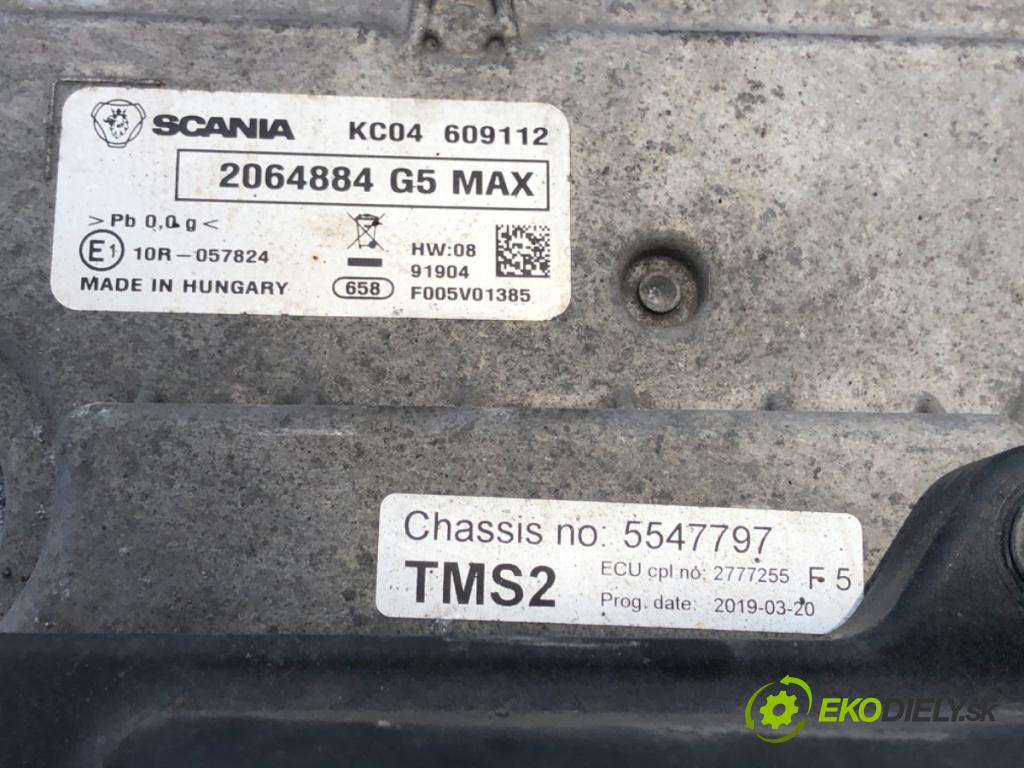 SCANIA KC04 609112
2064884 G5 MAX
>Pb 0,0 g<
E1 10R-057824
HW:08
91904
MADE IN HUNGARY 658 F005V01385
Chassis no: 5547797
TMS2 ECU cpl no: 2777255 F 5
Prog. date: 2019-03-20
EKODIELY.SK